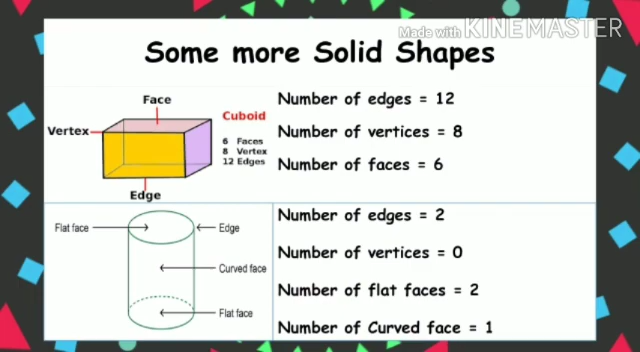 Made with KINEMASTER
Some more Solid Shapes
Face
Cuboid
Vertex
6 Faces
8 Vertex
12 Edges
Edge
Number of edges = 12
Number of vertices = 8
Number of faces = 6
Flat face
Edge
Curved face
Flat face
Number of edges = 2
Number of vertices = 0
Number of flat faces = 2
Number of Curved face = 1